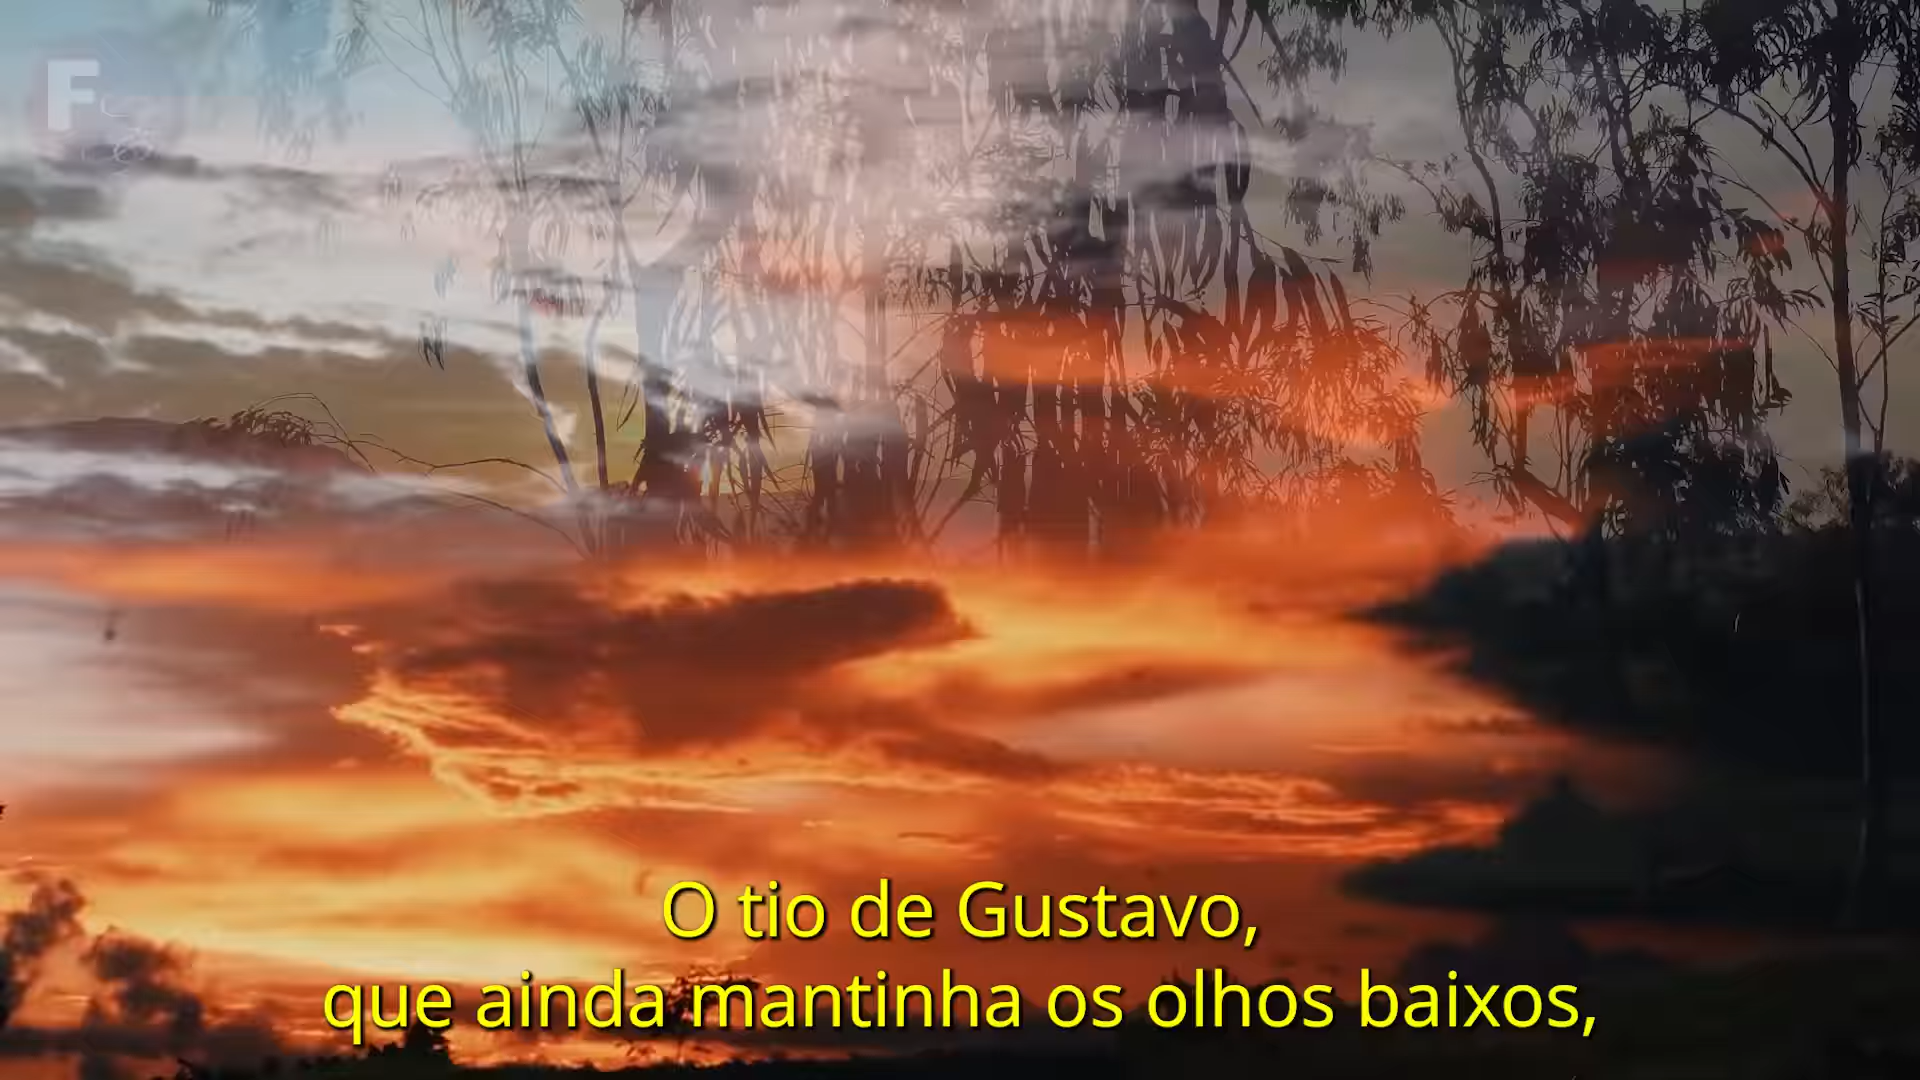 F
O tio de Gustavo,
que ainda mantinha os olhos baixos,